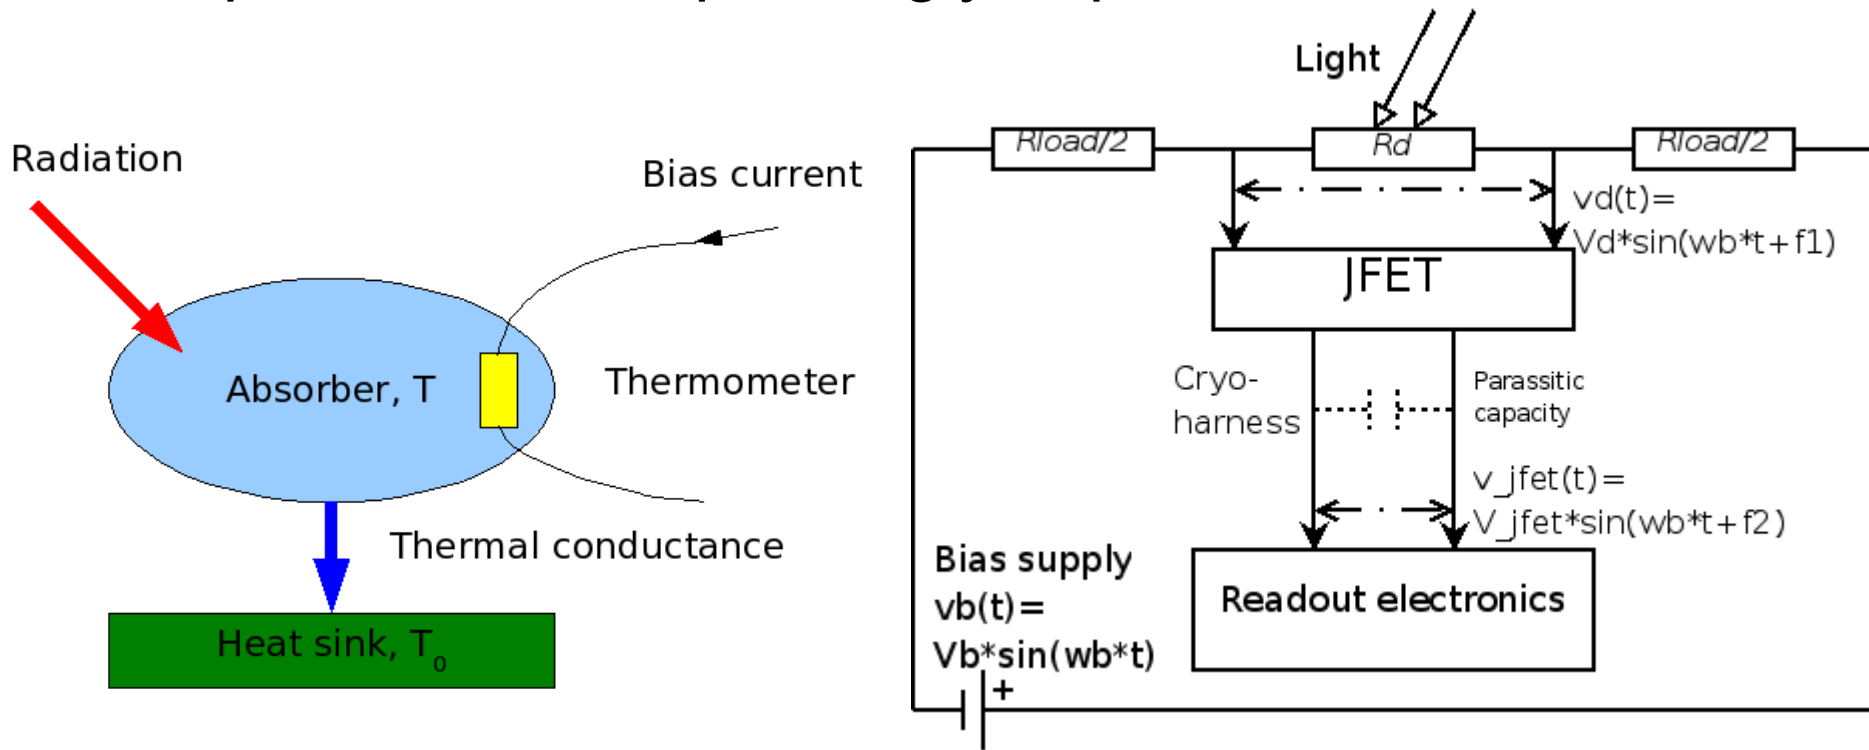 Radiation
Bias current
Absorber, T
Thermometer
Thermal conductance
Heat sink, T0
Light
Rload/2
Rd
Rload/2
vd(t)=
Vd*sin(wb*t+f1)
JFET
Cryo-
harness
Parassitic
capacity
v_jfet(t)=
V_jfet*sin(wb*t+f2)
Bias supply
vb(t)=
Vb*sin(wb*t)
+
Readout electronics